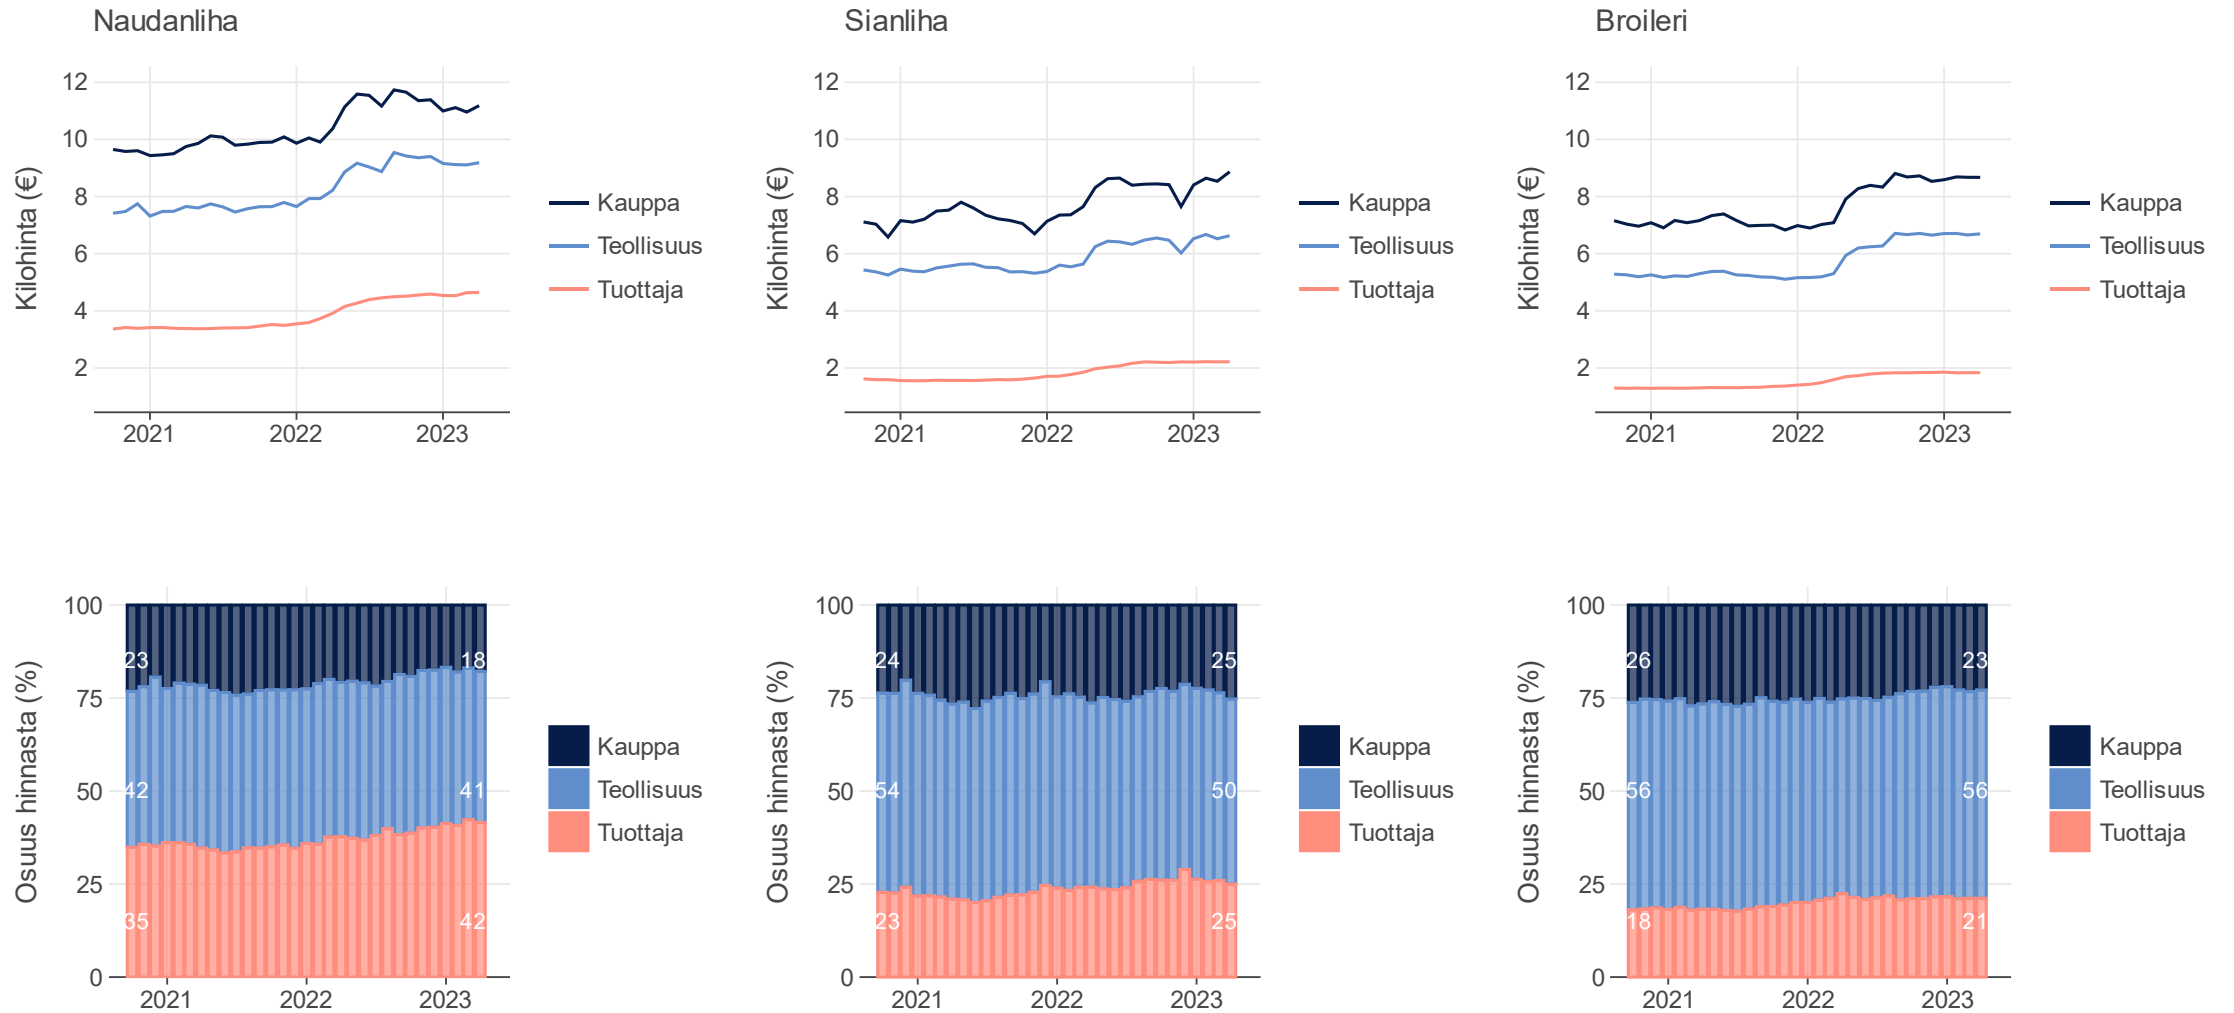 Naudanliha
Kilohinta (€)
12
10
8
6
4
2
2021 2022 2023
Kauppa
Teollisuus
Tuottaja
Sianliha
Kilohinta (€)
12
10
8
6
4
2
2021 2022 2023
Kauppa
Teollisuus
Tuottaja
Broileri
Kilohinta (€)
12
10
8
6
4
2
2021 2022 2023
Kauppa
Teollisuus
Tuottaja
Osuus hinnasta (%)
100
75
50
25
0
23 18
42 41
35 42
2021 2022 2023
Kauppa
Teollisuus
Tuottaja
Osuus hinnasta (%)
100
75
50
25
0
24 25
54 50
23 25
2021 2022 2023
Kauppa
Teollisuus
Tuottaja
Osuus hinnasta (%)
100
75
50
25
0
26 23
56 56
18 21
2021 2022 2023
Kauppa
Teollisuus
Tuottaja